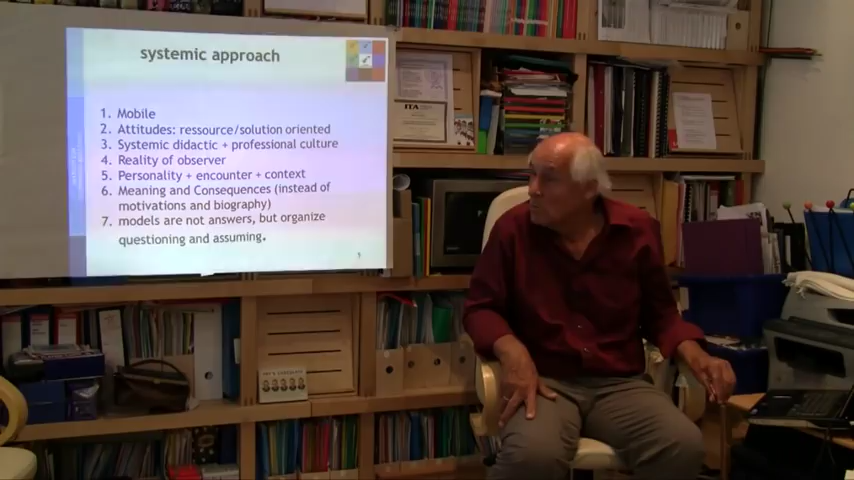 systemic approach
1. Mobile
2. Attitudes: ressource/solution oriented
3. Systemic didactic + professional culture
4. Reality of observer
5. Personality + encounter + context
6. Meaning and Consequences (instead of
motivations and biography)
7. models are not answers, but organize
questioning and assuming.
ITA